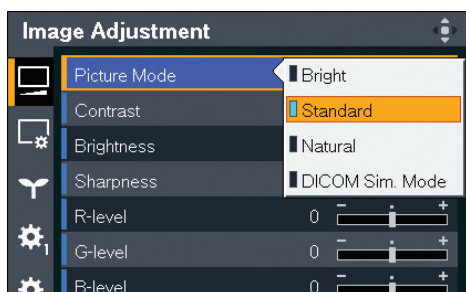 Image Adjustment
Picture Mode
Bright
Contrast
Standard
Brightness
Natural
Sharpness
DICOM Sim. Mode
R-level 0 - +
G-level 0 - +
1
B-level 0 - +